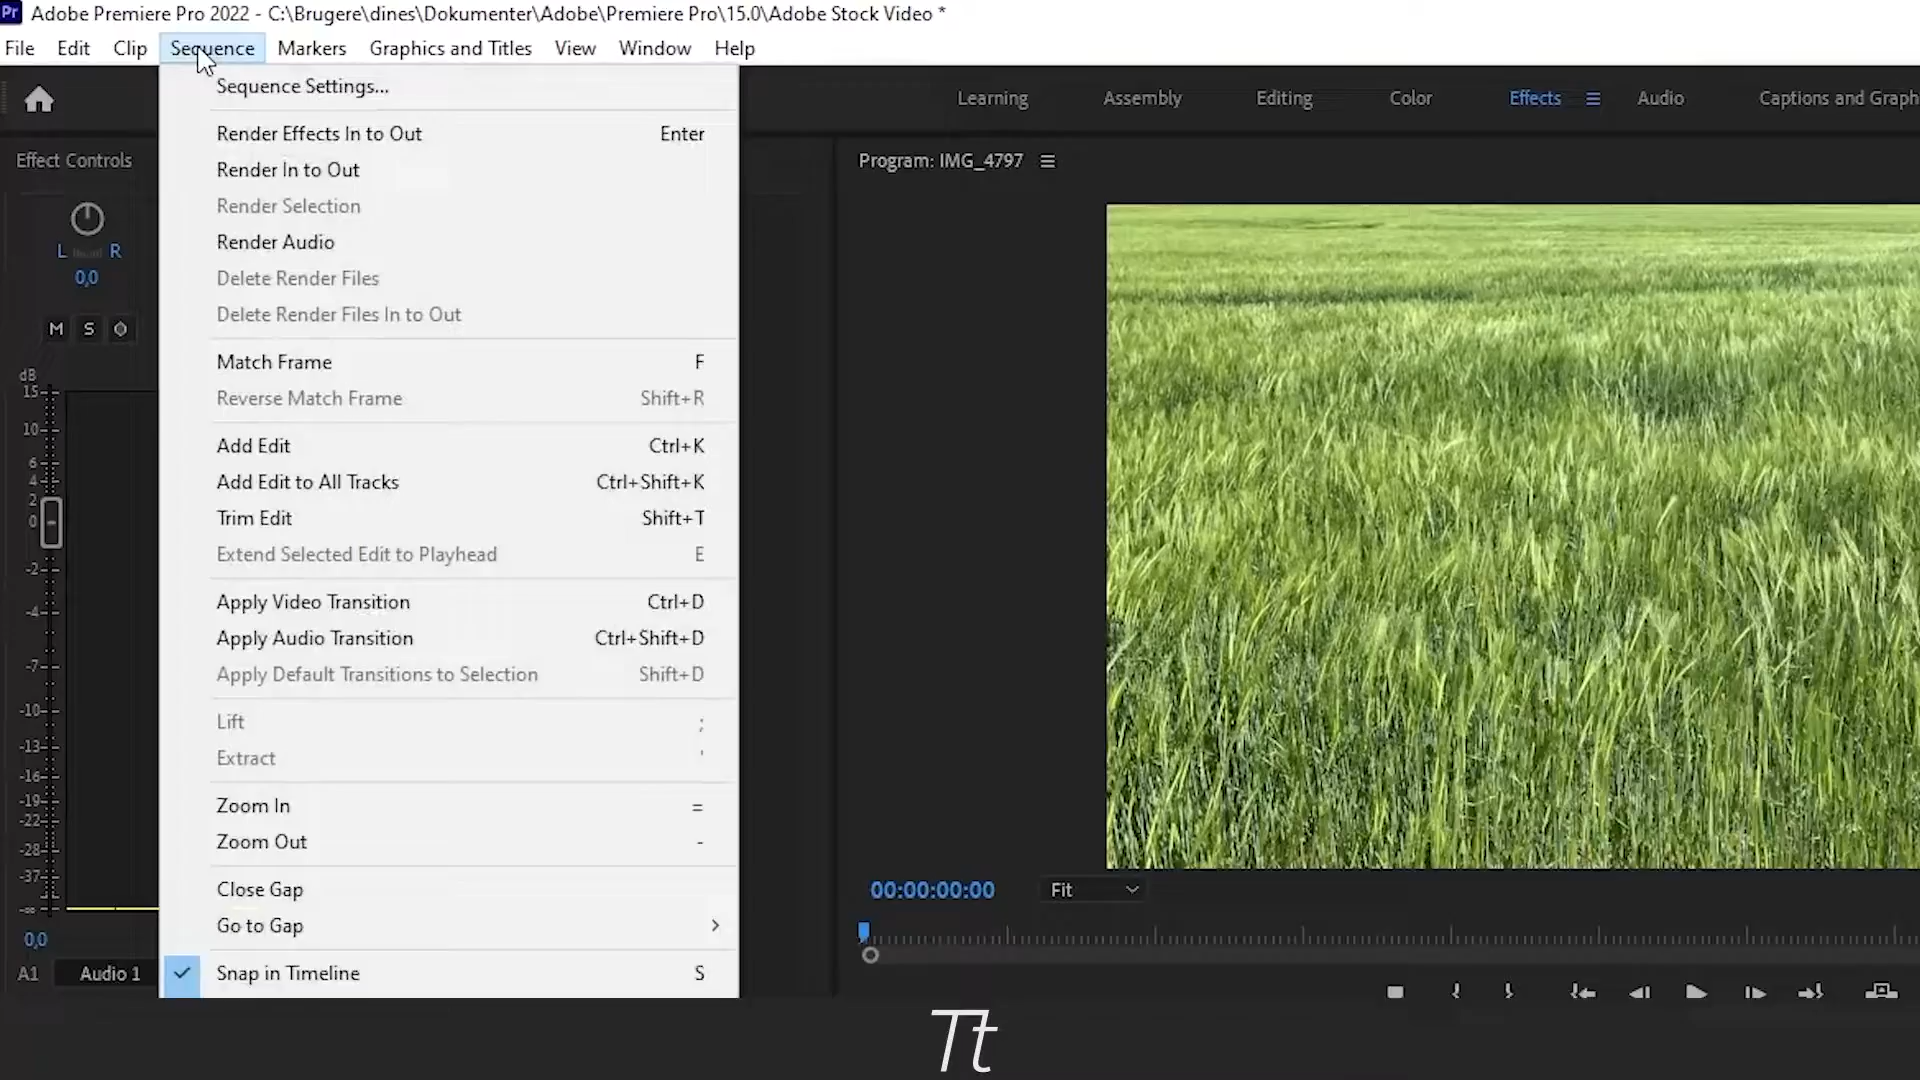 Pr Adobe Premiere Pro 2022 - C:\Brugere\dines\Dokumenter\Adobe\Premiere Pro\15.0\Adobe Stock Video *
File Edit Clip Sequence Markers Graphics and Titles View Window Help
Learning Assembly Editing Color Effects Audio Captions and Graph
Effect Controls
Program: IMG_4797
L R
0,0
M S
dB
15
10
6
4
2
0
-2
-4
-7
-10
-13
-16
-19
-22
-28
-37
-∞
0,0
A1 Audio 1
Sequence Settings...
Render Effects In to Out Enter
Render In to Out
Render Selection
Render Audio
Delete Render Files
Delete Render Files In to Out
Match Frame F
Reverse Match Frame Shift+R
Add Edit Ctrl+K
Add Edit to All Tracks Ctrl+Shift+K
Trim Edit Shift+T
Extend Selected Edit to Playhead E
Apply Video Transition Ctrl+D
Apply Audio Transition Ctrl+Shift+D
Apply Default Transitions to Selection Shift+D
Lift ;
Extract '
Zoom In =
Zoom Out -
Close Gap
Go to Gap
Snap in Timeline S
00:00:00:00 Fit
Tt